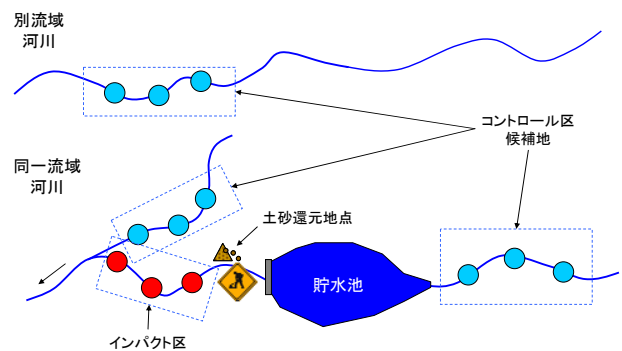 別流域
河川
コントロール区
候補地
同一流域
河川
土砂還元地点
貯水池
インパクト区